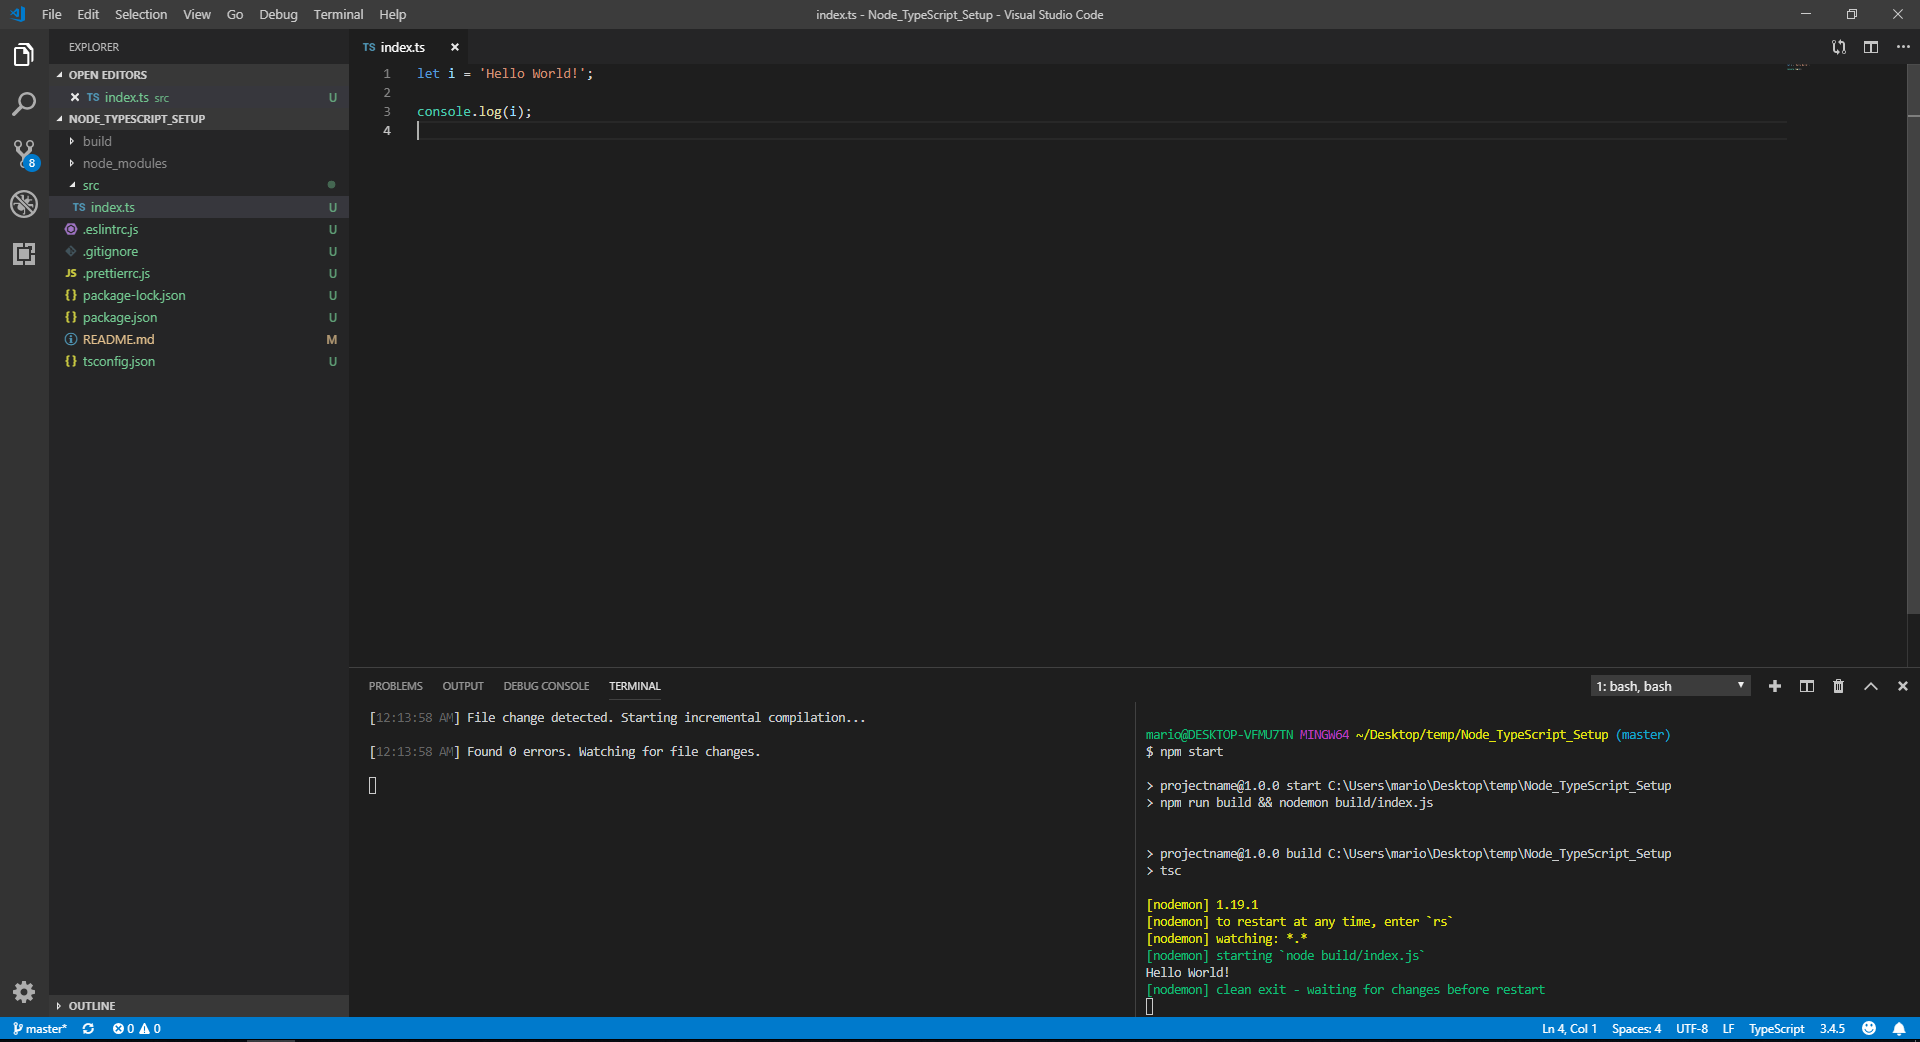 File Edit Selection View Go Debug Terminal Help
index.ts - Node_TypeScript_Setup - Visual Studio Code
EXPLORER
OPEN EDITORS
TS index.ts src U
NODE_TYPESCRIPT_SETUP
build
node_modules
src
TS index.ts U
.eslintrc.js U
.gitignore U
JS .prettierrc.js U
{} package-lock.json U
{} package.json U
README.md M
{} tsconfig.json U
OUTLINE
8
TS index.ts
1 let i = 'Hello World!';
2
3 console.log(i);
4
PROBLEMS OUTPUT DEBUG CONSOLE TERMINAL
1: bash, bash
[12:13:58 AM] File change detected. Starting incremental compilation...
[12:13:58 AM] Found 0 errors. Watching for file changes.
mario@DESKTOP-VFMU7TN MINGW64 ~/Desktop/temp/Node_TypeScript_Setup (master)
$ npm start
> projectname@1.0.0 start C:\Users\mario\Desktop\temp\Node_TypeScript_Setup
> npm run build && nodemon build/index.js
> projectname@1.0.0 build C:\Users\mario\Desktop\temp\Node_TypeScript_Setup
> tsc
[nodemon] 1.19.1
[nodemon] to restart at any time, enter `rs`
[nodemon] watching: *.*
[nodemon] starting `node build/index.js`
Hello World!
[nodemon] clean exit - waiting for changes before restart
master* 0 0
Ln 4, Col 1 Spaces: 4 UTF-8 LF TypeScript 3.4.5